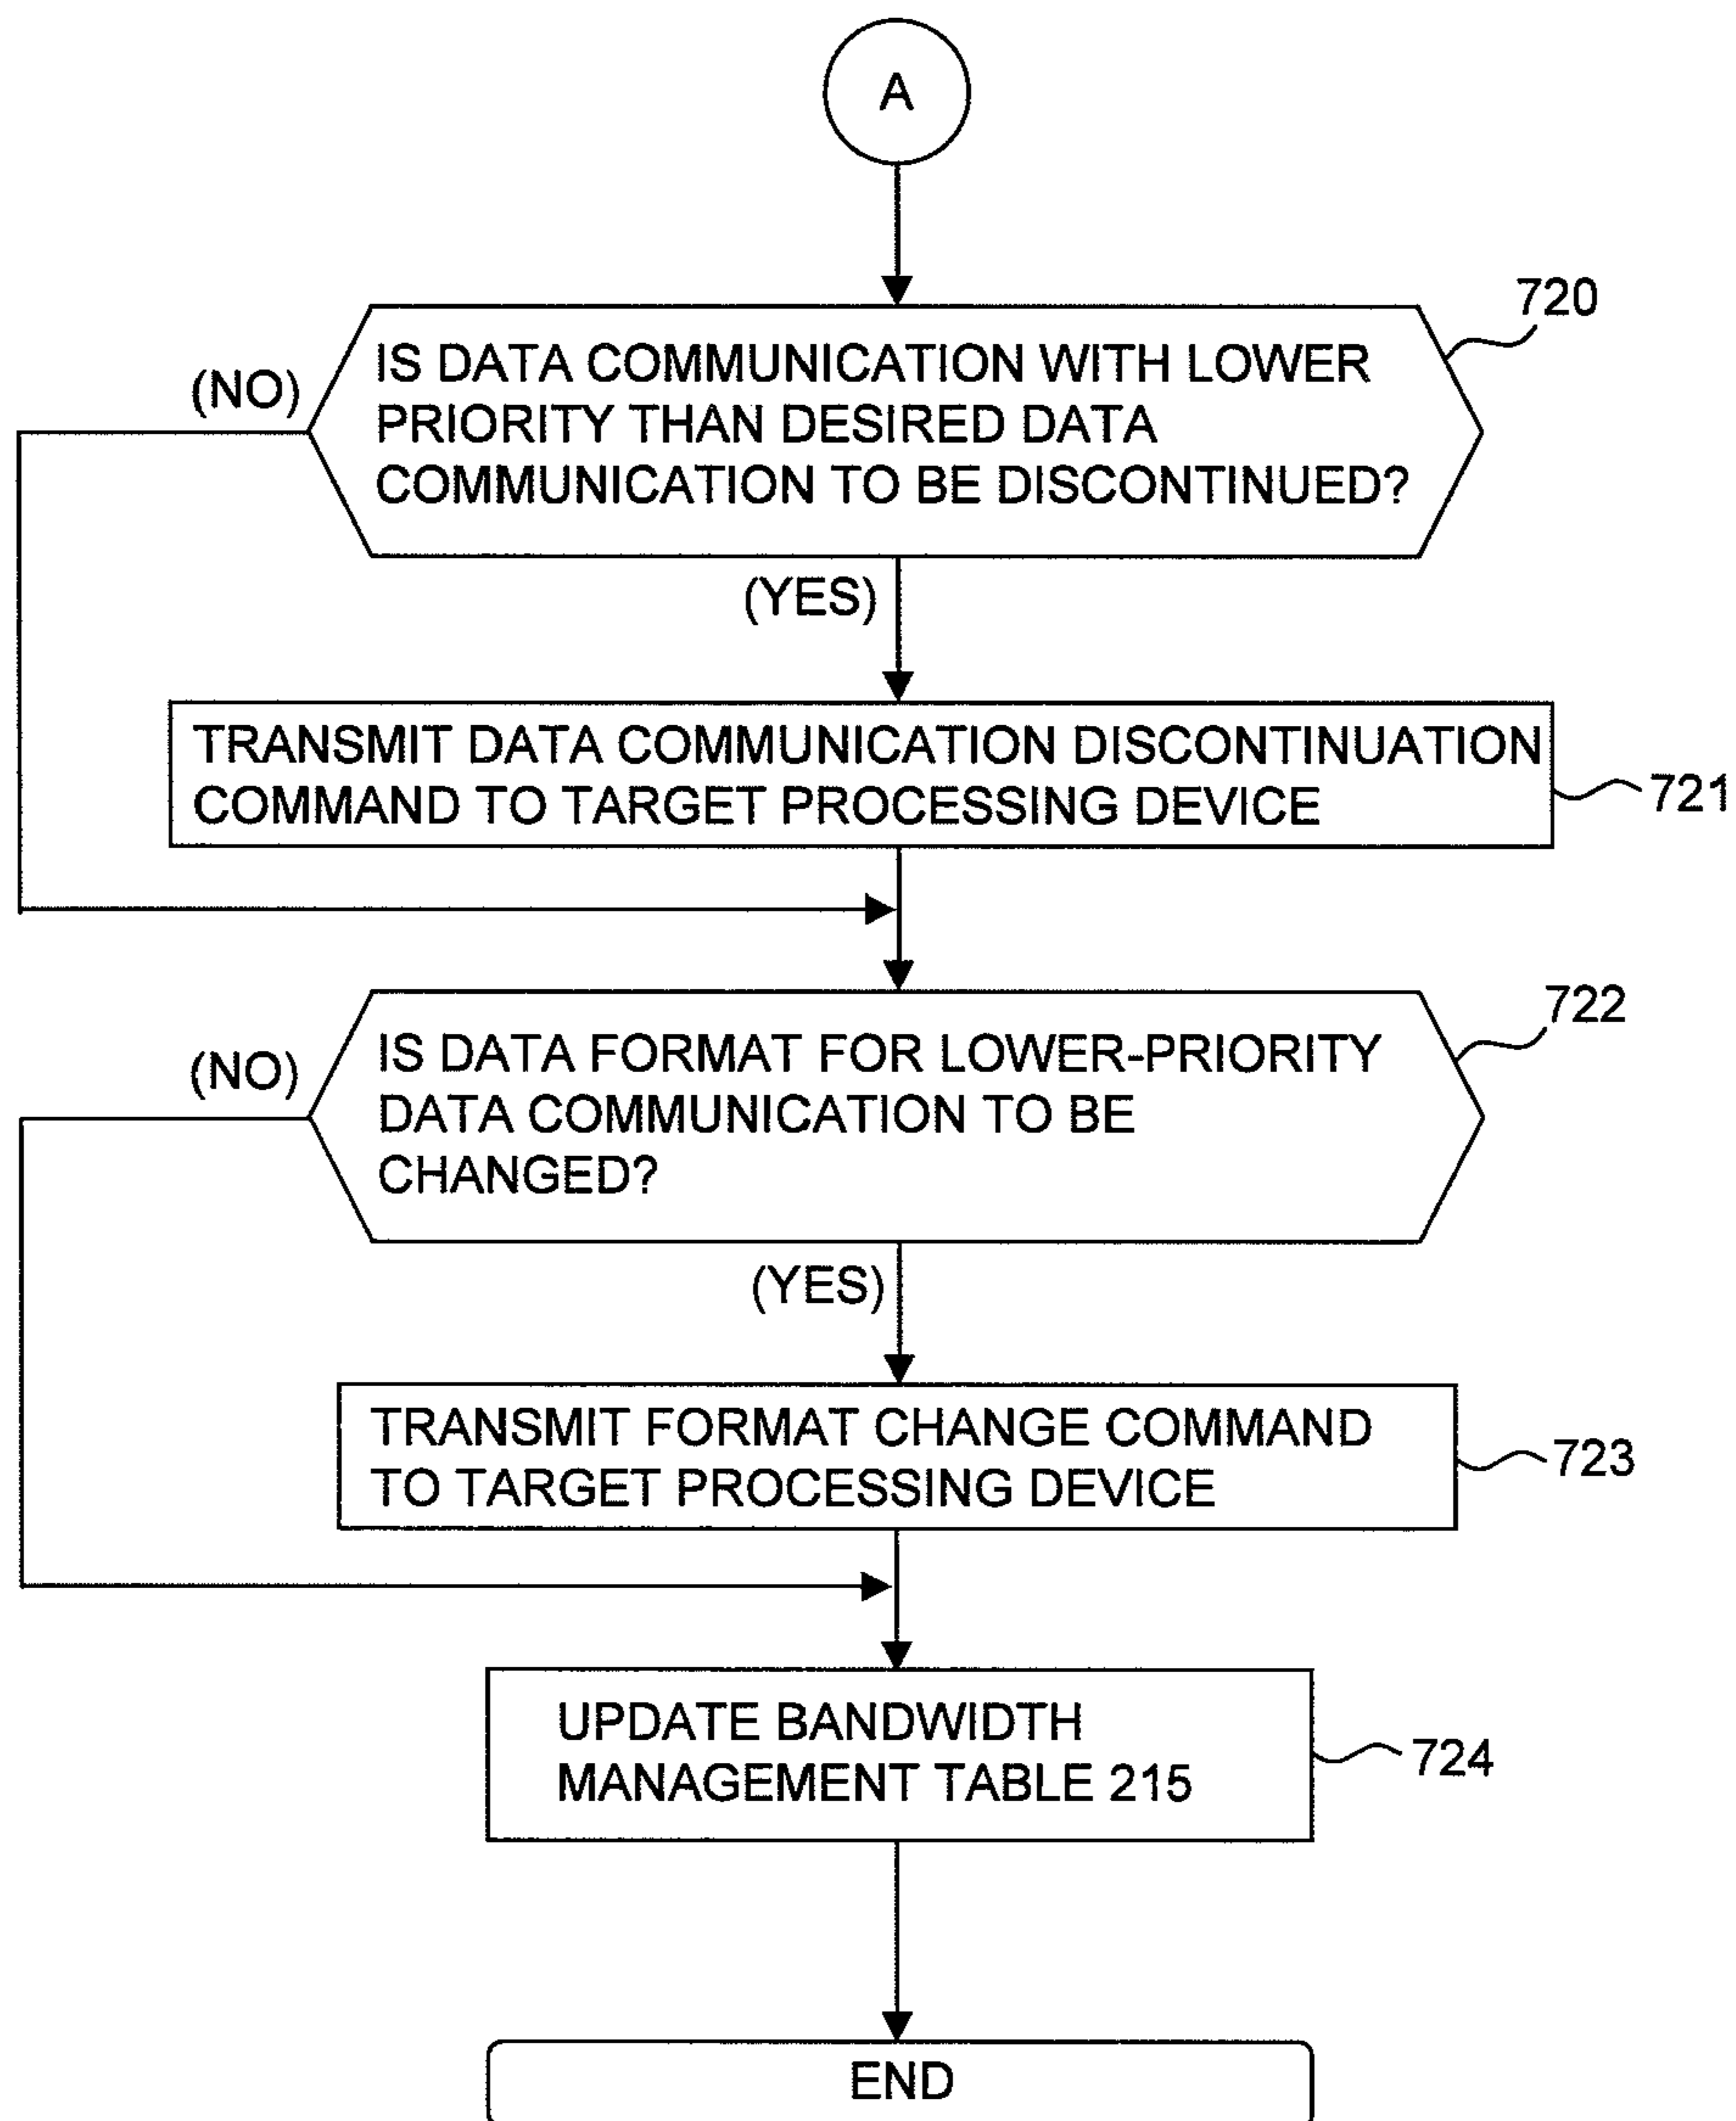 A
720
(NO)
IS DATA COMMUNICATION WITH LOWER
PRIORITY THAN DESIRED DATA
COMMUNICATION TO BE DISCONTINUED?
(YES)
TRANSMIT DATA COMMUNICATION DISCONTINUATION
COMMAND TO TARGET PROCESSING DEVICE
721
722
(NO)
IS DATA FORMAT FOR LOWER-PRIORITY
DATA COMMUNICATION TO BE
CHANGED?
(YES)
TRANSMIT FORMAT CHANGE COMMAND
TO TARGET PROCESSING DEVICE
723
UPDATE BANDWIDTH
MANAGEMENT TABLE 215
724
END